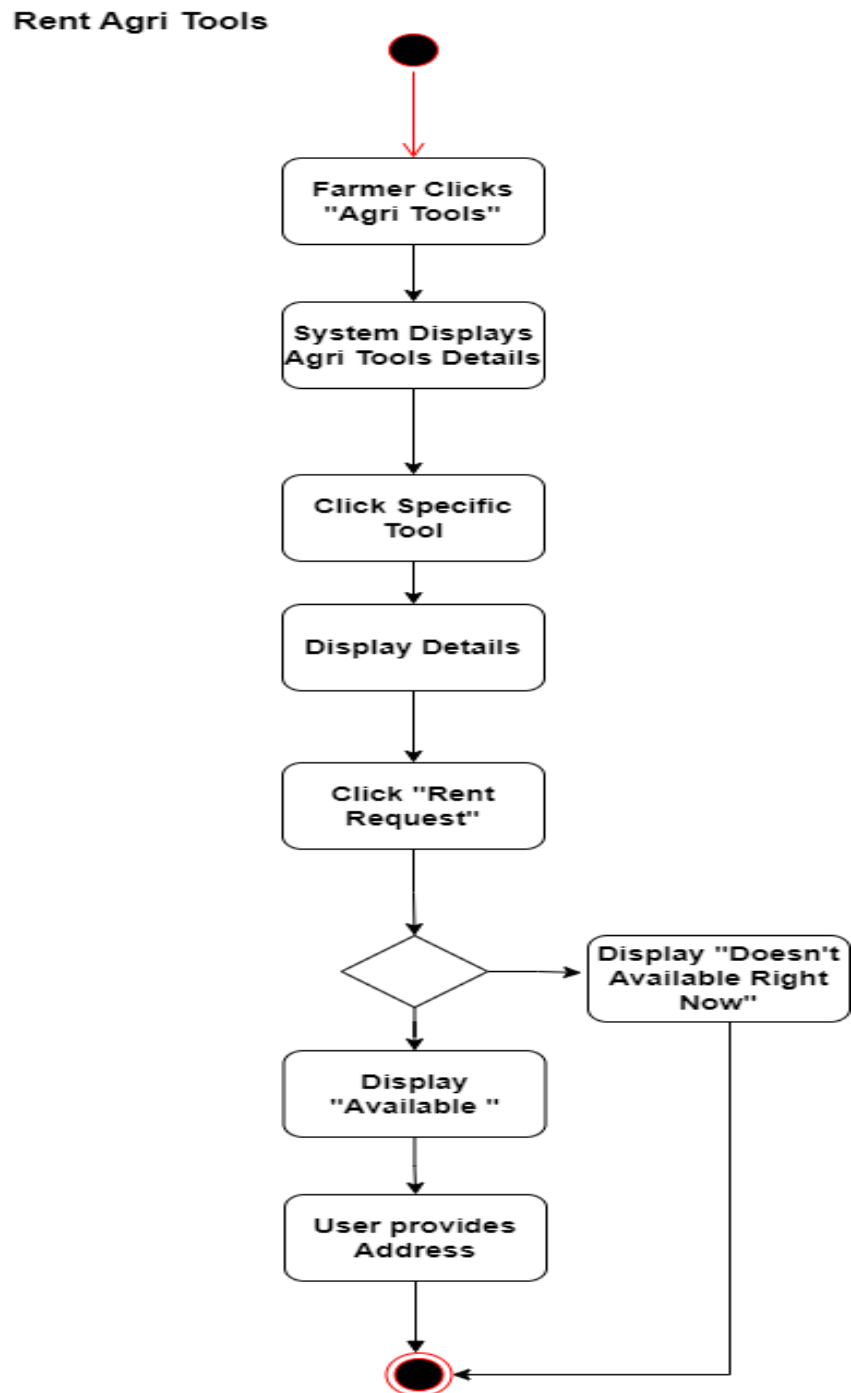 Rent Agri Tools
Farmer Clicks
"Agri Tools"
System Displays
Agri Tools Details
Click Specific
Tool
Display Details
Click "Rent
Request"
Display "Doesn't
Available Right
Now"
Display
"Available "
User provides
Address